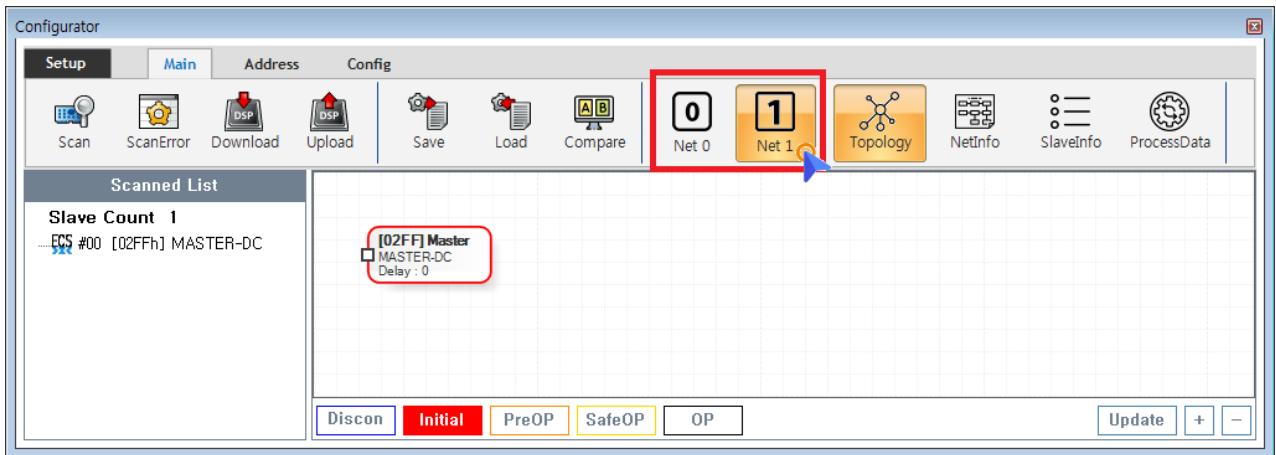 Configurator
Setup Main Address Config
DSP DSP A B 0 1
Scan ScanError Download Upload Save Load Compare Net 0 Net 1 Topology NetInfo SlaveInfo ProcessData
Scanned List
Slave Count 1
ECS #00 [02FFh] MASTER-DC
[02FF] Master
MASTER-DC
Delay : 0
Discon Initial PreOP SafeOP OP Update + -